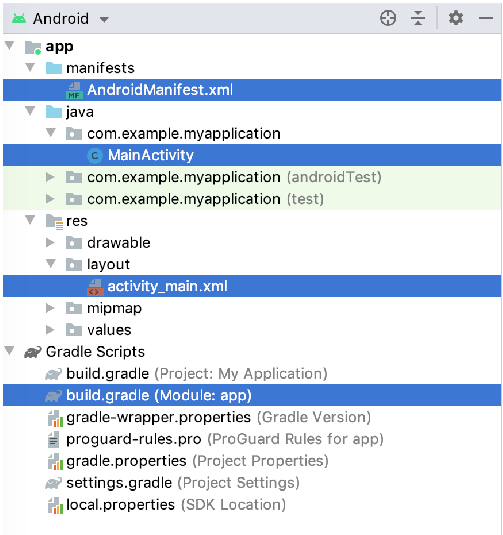 Android
app
manifests
MF AndroidManifest.xml
java
com.example.myapplication
C MainActivity
com.example.myapplication (androidTest)
com.example.myapplication (test)
res
drawable
layout
activity_main.xml
mipmap
values
Gradle Scripts
build.gradle (Project: My Application)
build.gradle (Module: app)
gradle-wrapper.properties (Gradle Version)
proguard-rules.pro (ProGuard Rules for app)
gradle.properties (Project Properties)
settings.gradle (Project Settings)
local.properties (SDK Location)